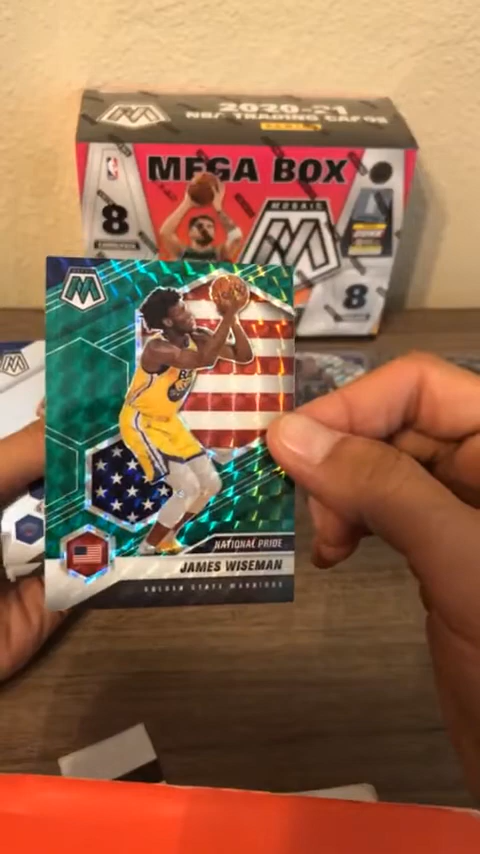 2020-21
NBA TRADING CARDS
PANINI
MEGA BOX
MOSAIC
8
8
M
NATIONAL PRIDE
JAMES WISEMAN
GOLDEN STATE WARRIORS